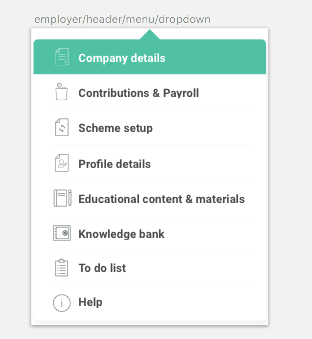 employer/header/menu/dropdown
Company details
Contributions & Payroll
Scheme setup
Profile details
Educational content & materials
Knowledge bank
To do list
Help